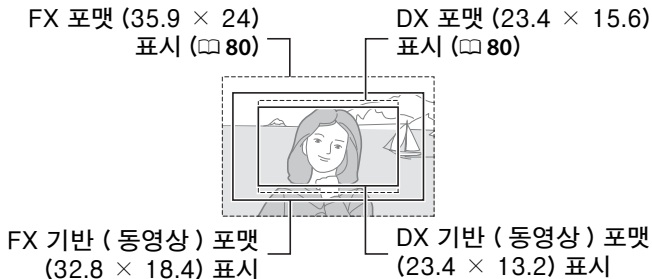 FX 포맷 (35.9 × 24)
표시 (📖 80)
DX 포맷 (23.4 × 15.6)
표시 (📖 80)
FX 기반 ( 동영상 ) 포맷
(32.8 × 18.4) 표시
DX 기반 ( 동영상 ) 포맷
(23.4 × 13.2) 표시